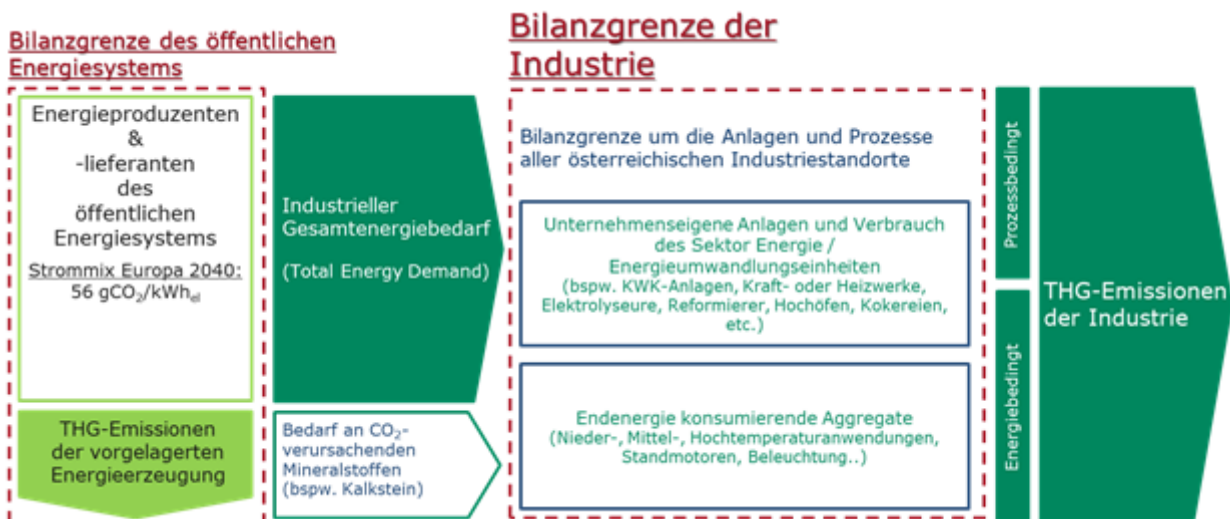 Bilanzgrenze des öffentlichen
Energiesystems
Energieproduzenten
&
-lieferanten
des
öffentlichen
Energiesystems
Strommix Europa 2040:
56 gCO₂/kWhₑₗ
THG-Emissionen
der vorgelagerten
Energieerzeugung
Industrieller
Gesamtenergiebedarf
(Total Energy Demand)
Bedarf an CO₂-
verursachenden
Mineralstoffen
(bspw. Kalkstein)
Bilanzgrenze der
Industrie
Bilanzgrenze um die Anlagen und Prozesse
aller österreichischen Industriestandorte
Unternehmenseigene Anlagen und Verbrauch
des Sektor Energie /
Energieumwandlungseinheiten
(bspw. KWK-Anlagen, Kraft- oder Heizwerke,
Elektrolyseure, Reformierer, Hochöfen, Kokereien,
etc.)
Endenergie konsumierende Aggregate
(Nieder-, Mittel-, Hochtemperaturanwendungen,
Standmotoren, Beleuchtung..)
Prozessbedingt
Energiebedingt
THG-Emissionen
der Industrie